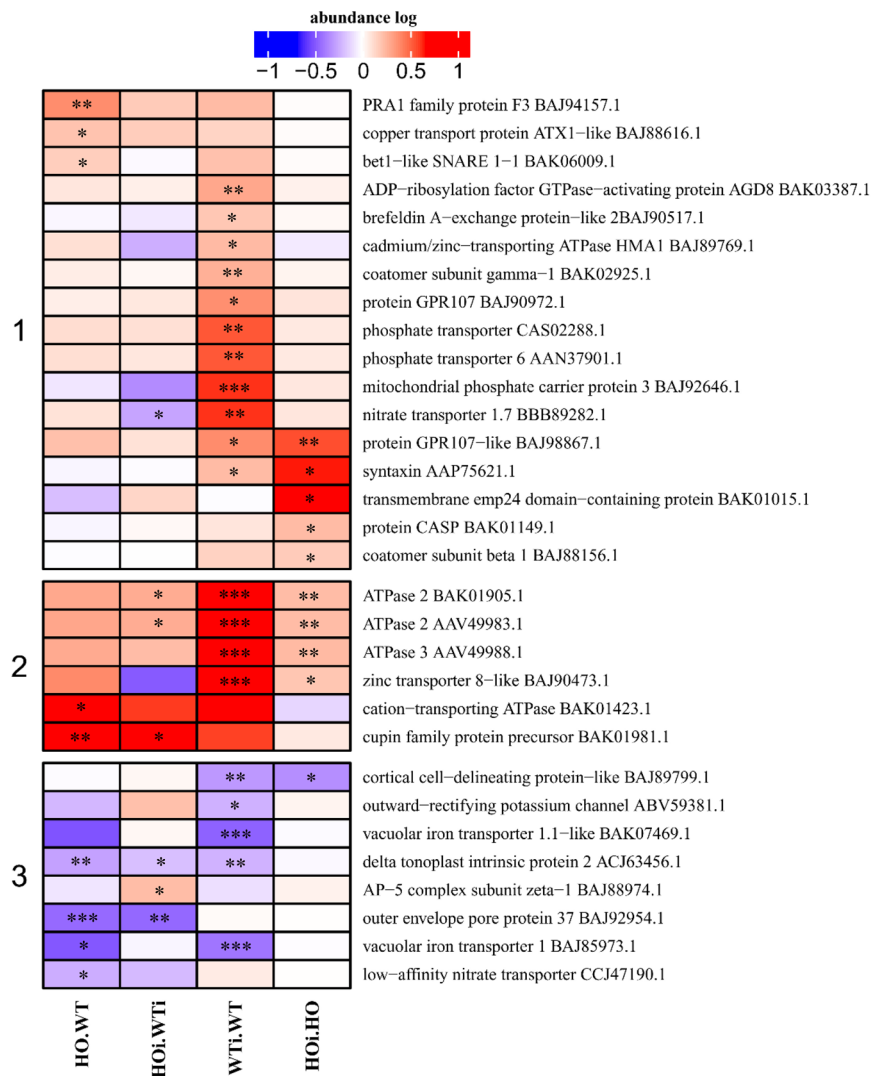 abundance log
−1 −0.5 0 0.5 1
1
** PRA1 family protein F3 BAJ94157.1
* copper transport protein ATX1−like BAJ88616.1
* bet1−like SNARE 1−1 BAK06009.1
** ADP−ribosylation factor GTPase−activating protein AGD8 BAK03387.1
* brefeldin A−exchange protein−like 2BAJ90517.1
* cadmium/zinc−transporting ATPase HMA1 BAJ89769.1
** coatomer subunit gamma−1 BAK02925.1
* protein GPR107 BAJ90972.1
** phosphate transporter CAS02288.1
** phosphate transporter 6 AAN37901.1
*** mitochondrial phosphate carrier protein 3 BAJ92646.1
* ** nitrate transporter 1.7 BBB89282.1
* ** protein GPR107−like BAJ98867.1
* * syntaxin AAP75621.1
* transmembrane emp24 domain−containing protein BAK01015.1
* protein CASP BAK01149.1
* coatomer subunit beta 1 BAJ88156.1
2
* *** ** ATPase 2 BAK01905.1
* *** ** ATPase 2 AAV49983.1
*** ** ATPase 3 AAV49988.1
*** * zinc transporter 8−like BAJ90473.1
* cation−transporting ATPase BAK01423.1
** * cupin family protein precursor BAK01981.1
3
** * cortical cell−delineating protein−like BAJ89799.1
* outward−rectifying potassium channel ABV59381.1
*** vacuolar iron transporter 1.1−like BAK07469.1
** * ** delta tonoplast intrinsic protein 2 ACJ63456.1
* AP−5 complex subunit zeta−1 BAJ88974.1
*** ** outer envelope pore protein 37 BAJ92954.1
* *** vacuolar iron transporter 1 BAJ85973.1
* low−affinity nitrate transporter CCJ47190.1
HO.WT
HOi.WTi
WTi.WT
HOi.HO